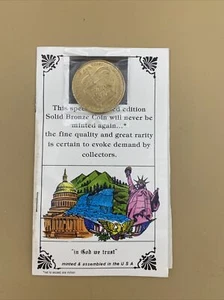 This spe    ed edition
Solid Bronze Coin will never be
minted again...*
the fine quality and great rarity
is certain to evoke demand by
collectors.
"in God we trust"
minted & assembled in the U S A